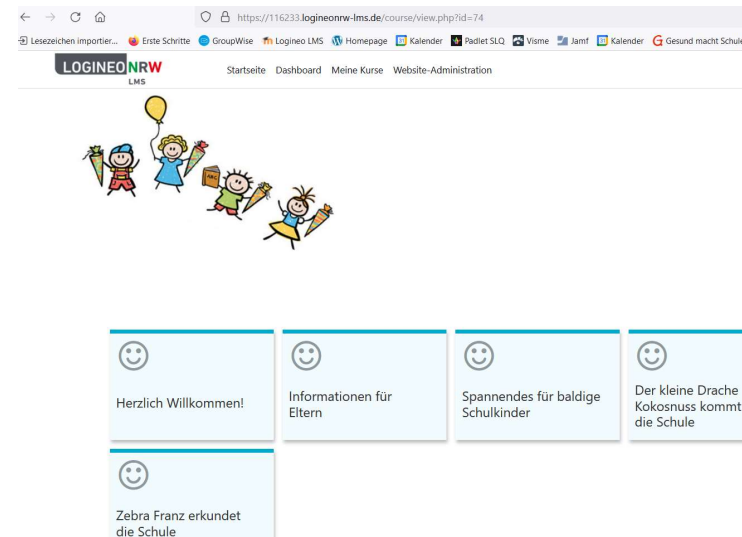 https://116233.logineonrw-lms.de/course/view.php?id=74
Lesezeichen importier... Erste Schritte GroupWise Logineo LMS Homepage Kalender Padlet SLQ Visme Jamf Kalender Gesund macht Schule
LOGINEO NRW
LMS
Startseite Dashboard Meine Kurse Website-Administration
ABC
Herzlich Willkommen!
Informationen für
Eltern
Spannendes für baldige
Schulkinder
Der kleine Drache
Kokosnuss kommt
die Schule
Zebra Franz erkundet
die Schule